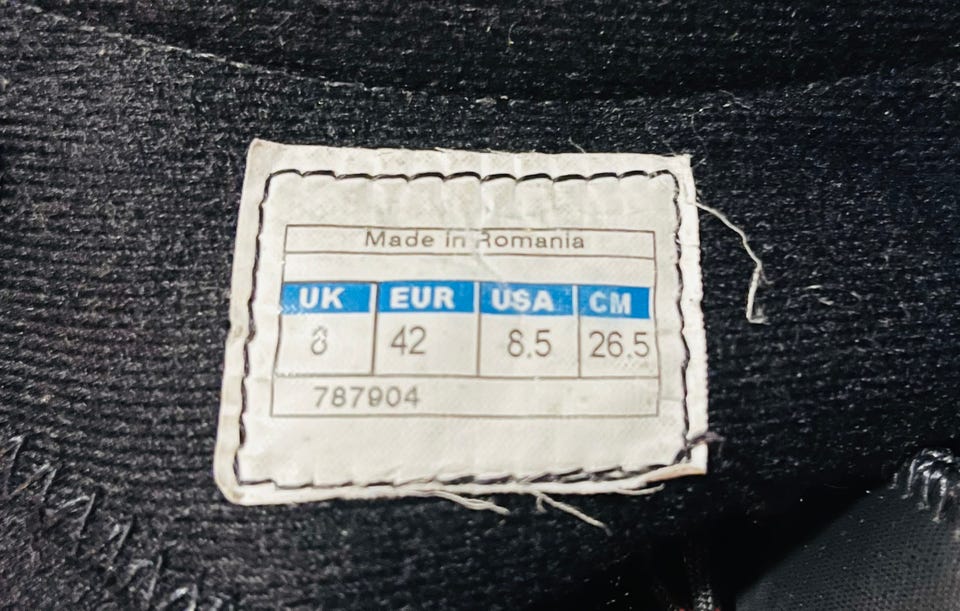 Made in Romania
UK EUR USA CM
8 42 8.5 26.5
787904